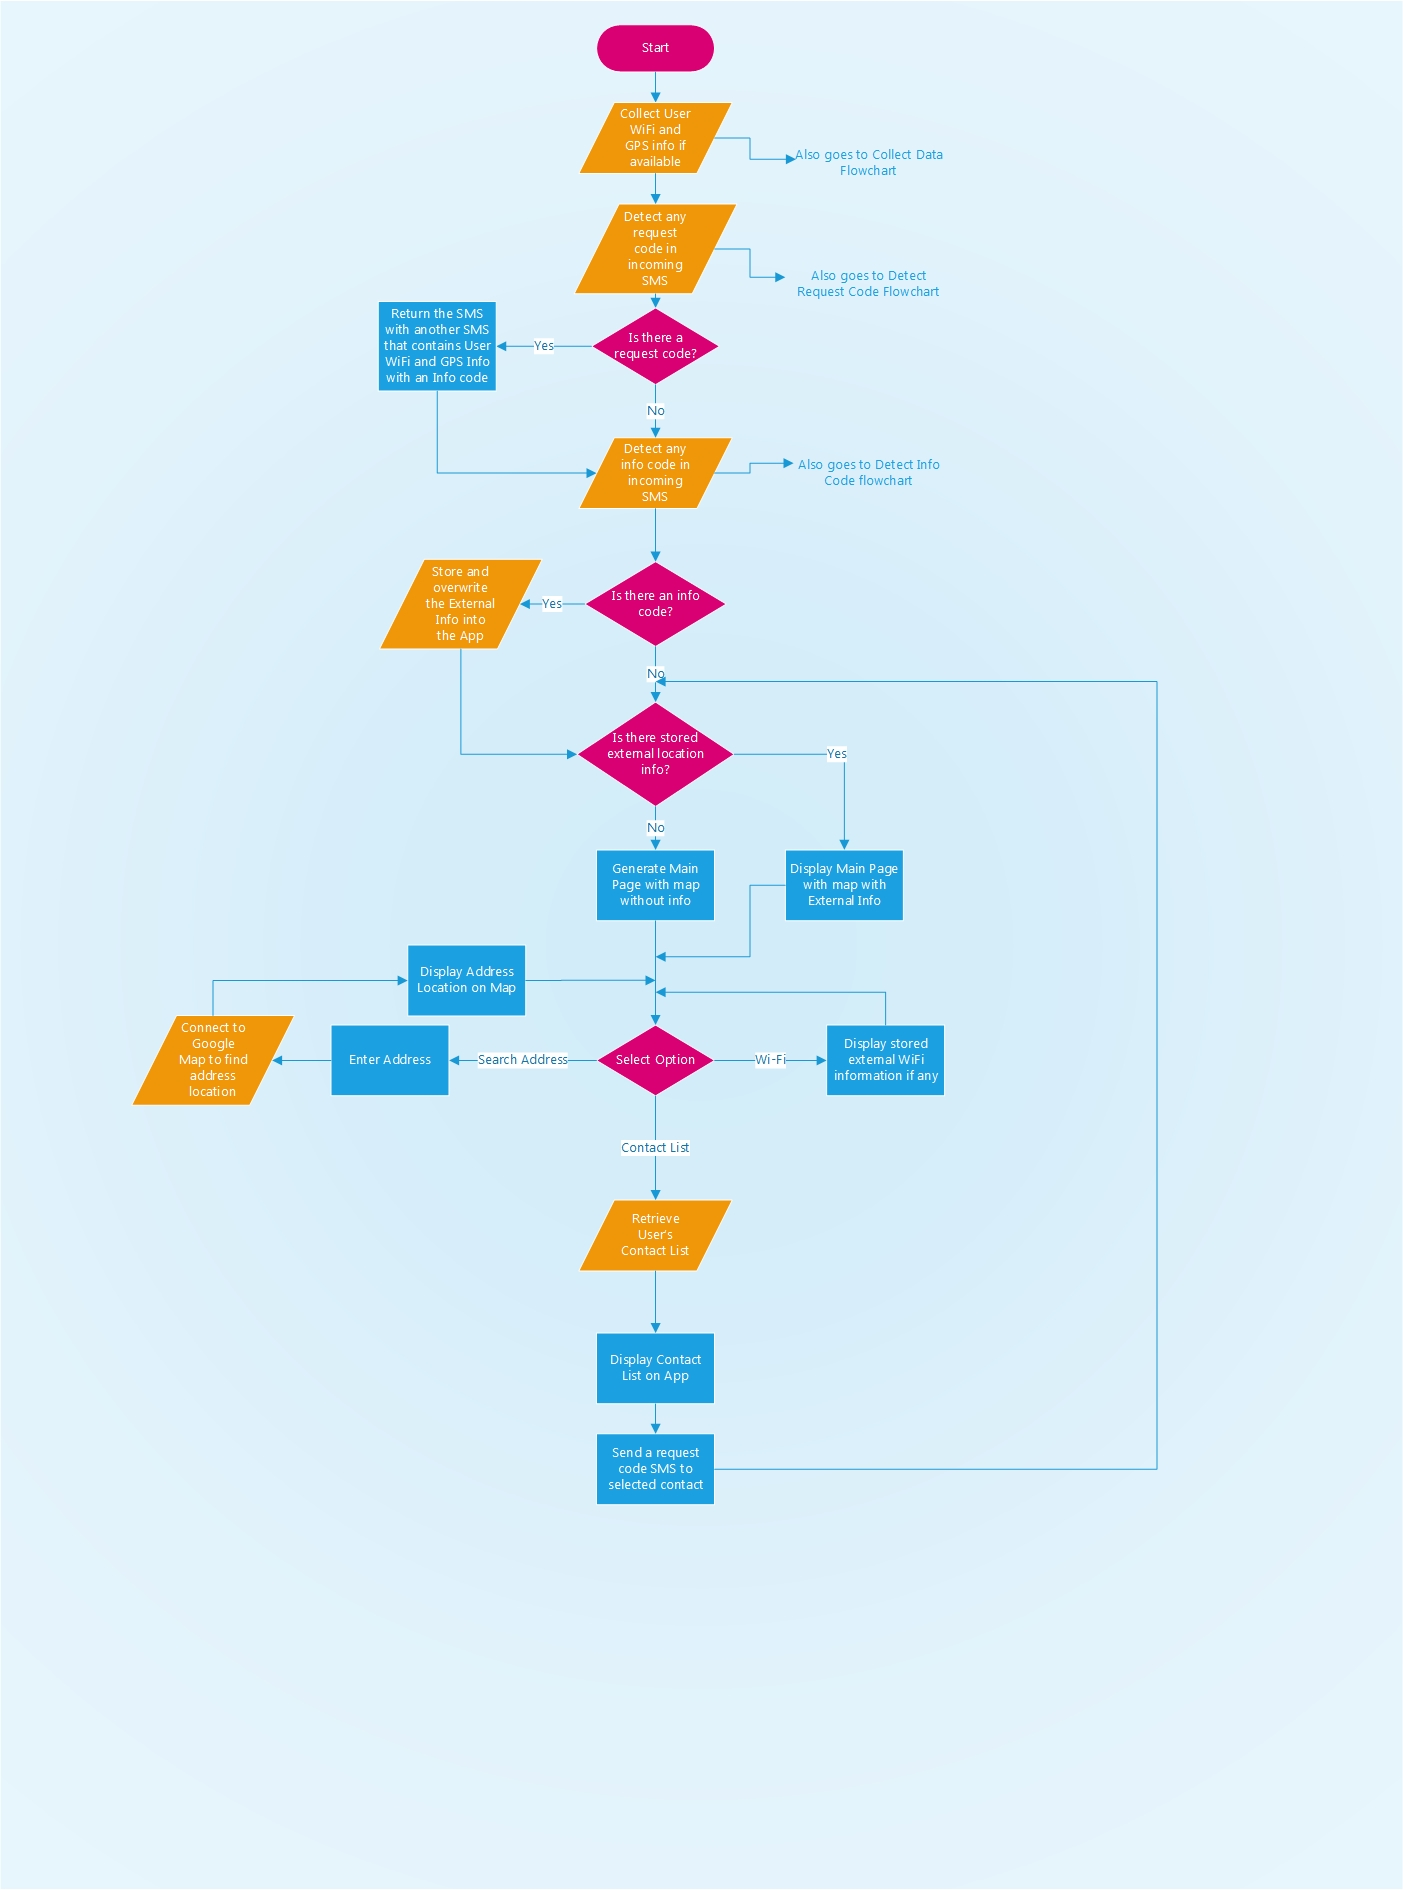 Start
Collect User
WiFi and
GPS info if
available
Also goes to Collect Data
Flowchart
Detect any
request
code in
incoming
SMS
Also goes to Detect
Request Code Flowchart
Return the SMS
with another SMS
that contains User
WiFi and GPS Info
with an Info code
Yes
Is there a
request code?
No
Detect any
info code in
incoming
SMS
Also goes to Detect Info
Code flowchart
Store and
overwrite
the External
Info into
the App
Yes
Is there an info
code?
No
Is there stored
external location
info?
Yes
No
Generate Main
Page with map
without info
Display Main Page
with map with
External Info
Display Address
Location on Map
Connect to
Google
Map to find
address
location
Enter Address
Search Address
Select Option
Wi-Fi
Display stored
external WiFi
information if any
Contact List
Retrieve
User's
Contact List
Display Contact
List on App
Send a request
code SMS to
selected contact